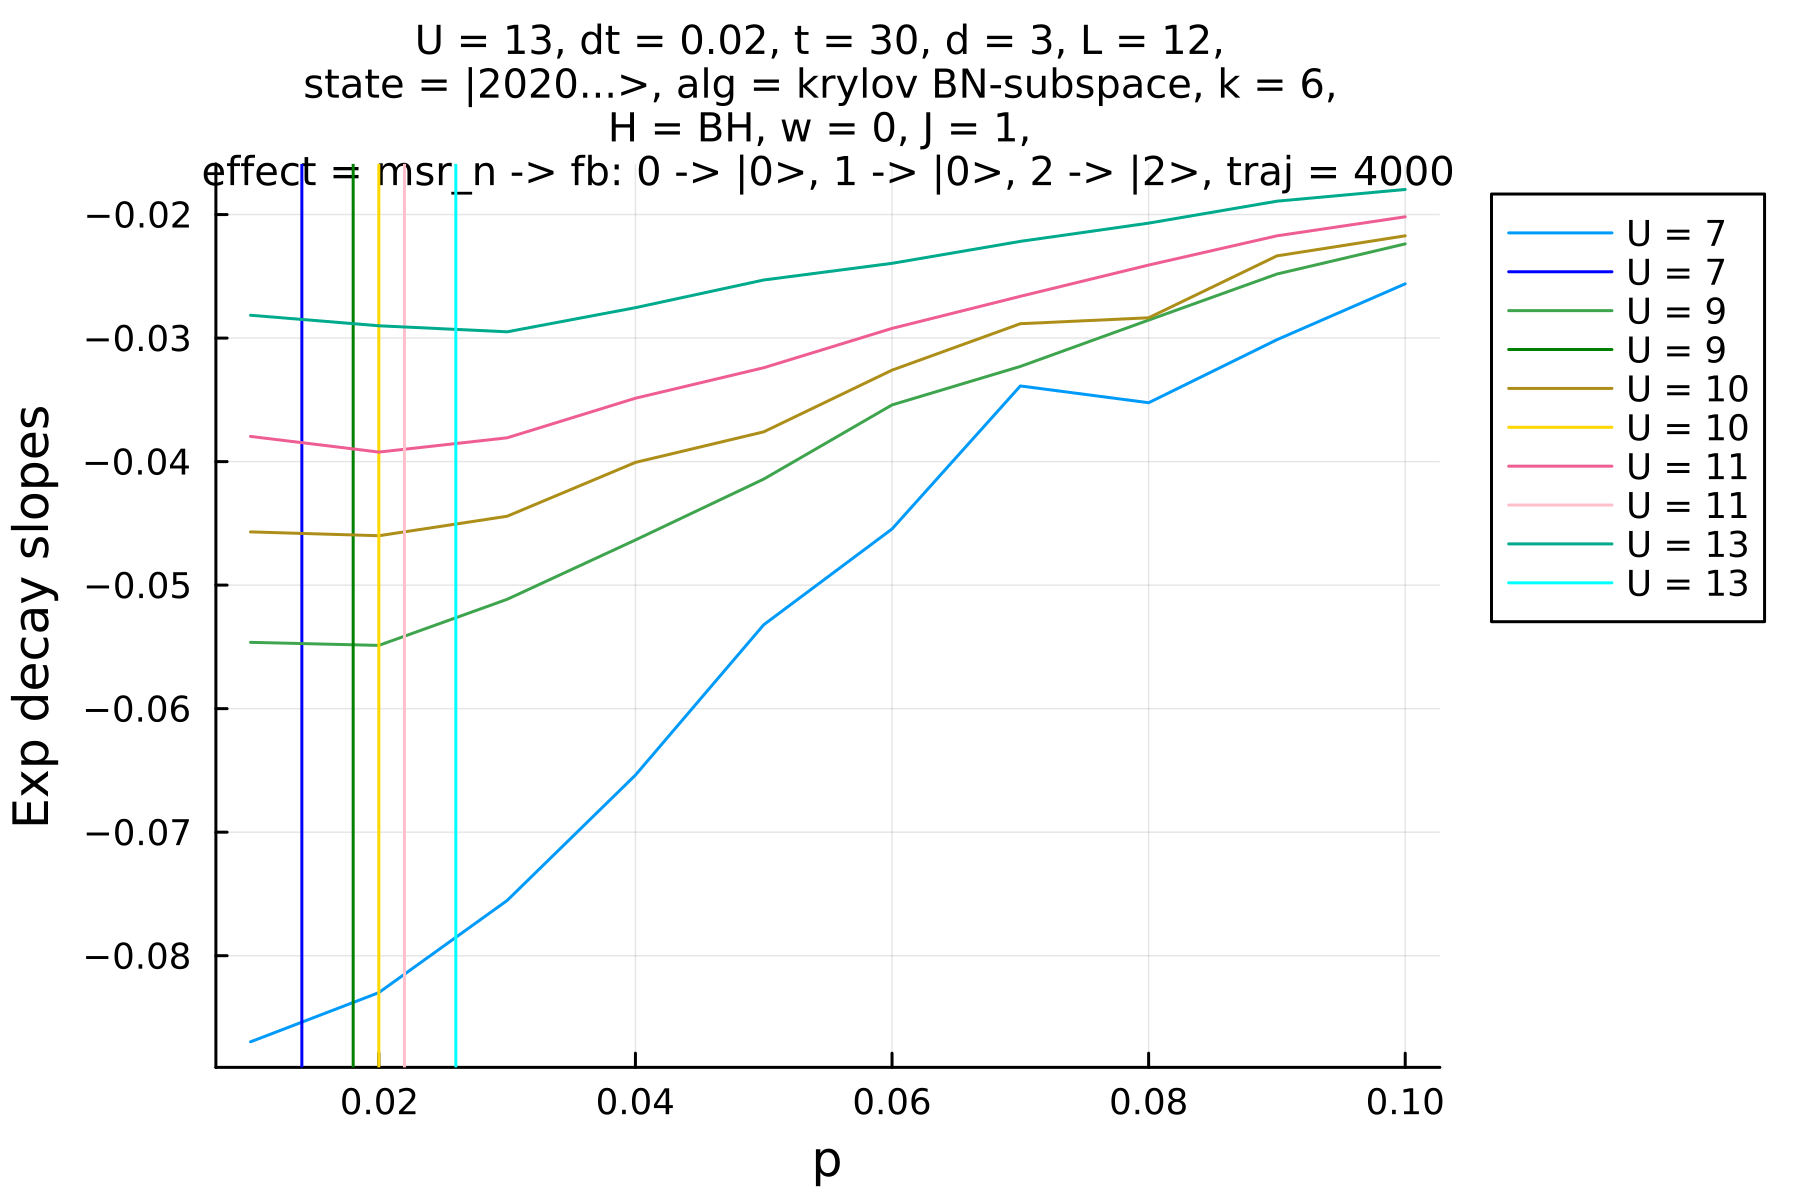 U = 13, dt = 0.02, t = 30, d = 3, L = 12,
state = |2020...>, alg = krylov BN-subspace, k = 6,
H = BH, w = 0, J = 1,
effect = msr_n -> fb: 0 -> |0>, 1 -> |0>, 2 -> |2>, traj = 4000
Exp decay slopes
−0.02
−0.03
−0.04
−0.05
−0.06
−0.07
−0.08
0.02 0.04 0.06 0.08 0.10
p
U = 7
U = 7
U = 9
U = 9
U = 10
U = 10
U = 11
U = 11
U = 13
U = 13